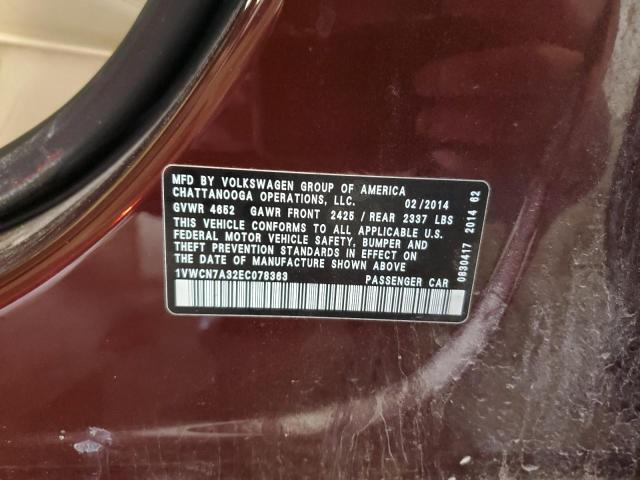 MFD BY VOLKSWAGEN GROUP OF AMERICA
CHATTANOOGA OPERATIONS, LLC. 02/2014
GVWR 4652 GAWR FRONT 2425 / REAR 2337 LBS
THIS VEHICLE CONFORMS TO ALL APPLICABLE U.S.
FEDERAL MOTOR VEHICLE SAFETY, BUMPER AND
THEFT PREVENTION STANDARDS IN EFFECT ON
THE DATE OF MANUFACTURE SHOWN ABOVE
1VWCN7A32EC078363 PASSENGER CAR
0830417 2014 62